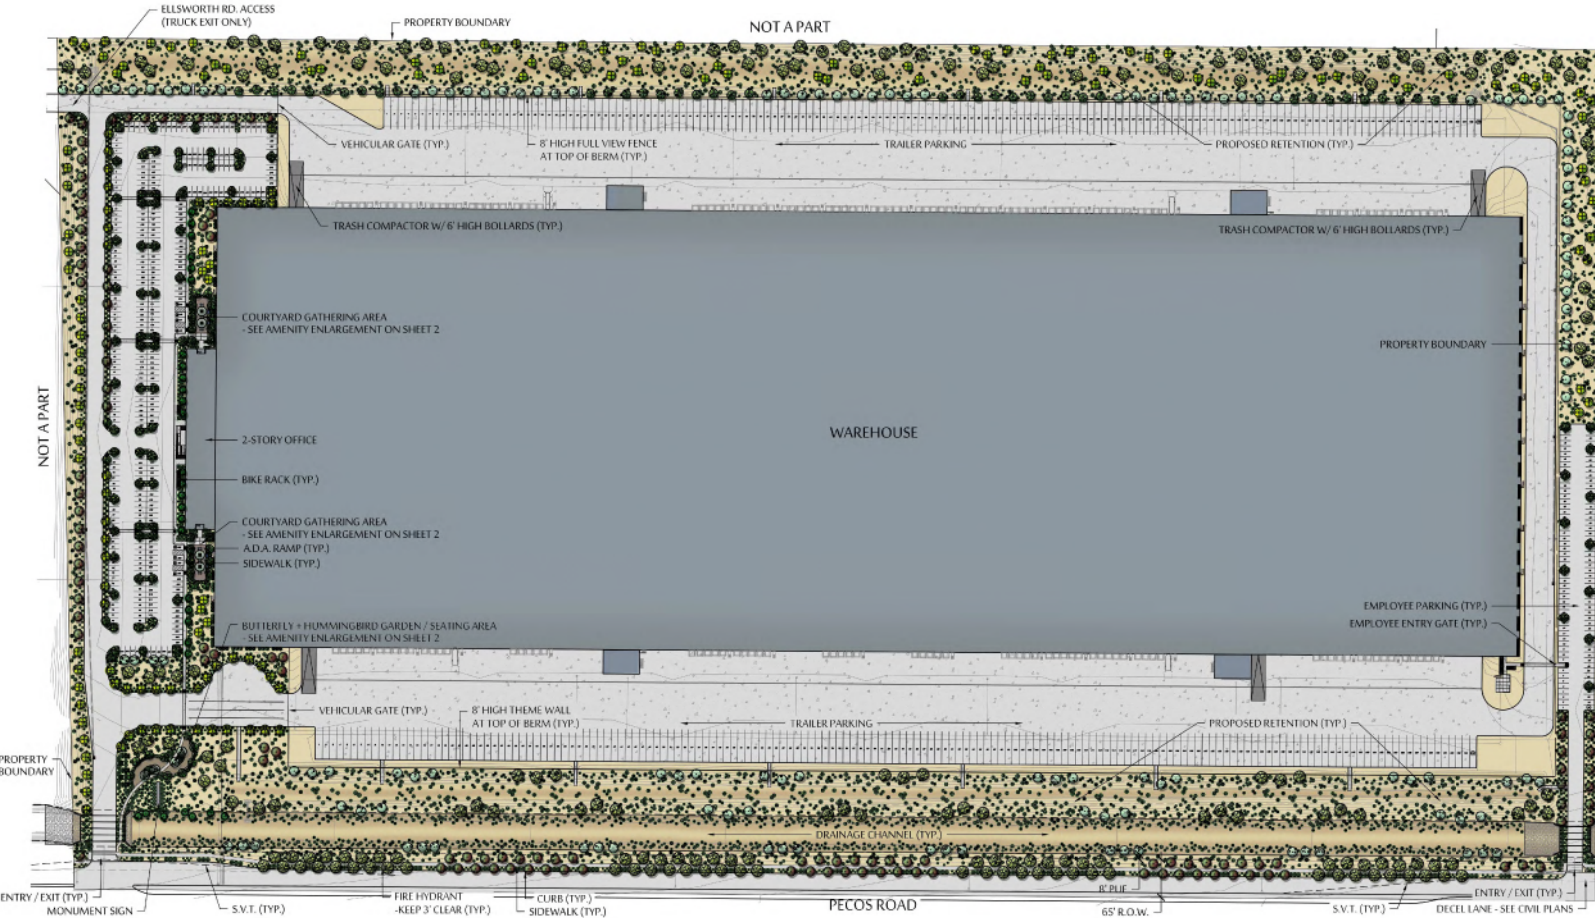 ELLSWORTH RD. ACCESS
(TRUCK EXIT ONLY)
PROPERTY BOUNDARY
NOT A PART
VEHICULAR GATE (TYP.)
8' HIGH FULL VIEW FENCE
AT TOP OF BERM (TYP.)
TRAILER PARKING
PROPOSED RETENTION (TYP.)
TRASH COMPACTOR W/ 6' HIGH BOLLARDS (TYP.)
TRASH COMPACTOR W/ 6' HIGH BOLLARDS (TYP.)
COURTYARD GATHERING AREA
- SEE AMENITY ENLARGEMENT ON SHEET 2
PROPERTY BOUNDARY
NOT A PART
WAREHOUSE
2-STORY OFFICE
BIKE RACK (TYP.)
COURTYARD GATHERING AREA
- SEE AMENITY ENLARGEMENT ON SHEET 2
A.D.A. RAMP (TYP.)
SIDEWALK (TYP.)
EMPLOYEE PARKING (TYP.)
EMPLOYEE ENTRY GATE (TYP.)
BUTTERFLY + HUMMINGBIRD GARDEN / SEATING AREA
- SEE AMENITY ENLARGEMENT ON SHEET 2
VEHICULAR GATE (TYP.)
8' HIGH THEME WALL
AT TOP OF BERM (TYP.)
TRAILER PARKING
PROPOSED RETENTION (TYP.)
PROPERTY
BOUNDARY
DRAINAGE CHANNEL (TYP.)
ENTRY / EXIT (TYP.)
MONUMENT SIGN
S.V.T. (TYP.)
FIRE HYDRANT
-KEEP 3' CLEAR (TYP.)
CURB (TYP.)
SIDEWALK (TYP.)
PECOS ROAD
8' PUE
65' R.O.W.
S.V.T. (TYP.)
ENTRY / EXIT (TYP.)
DECEL LANE - SEE CIVIL PLANS